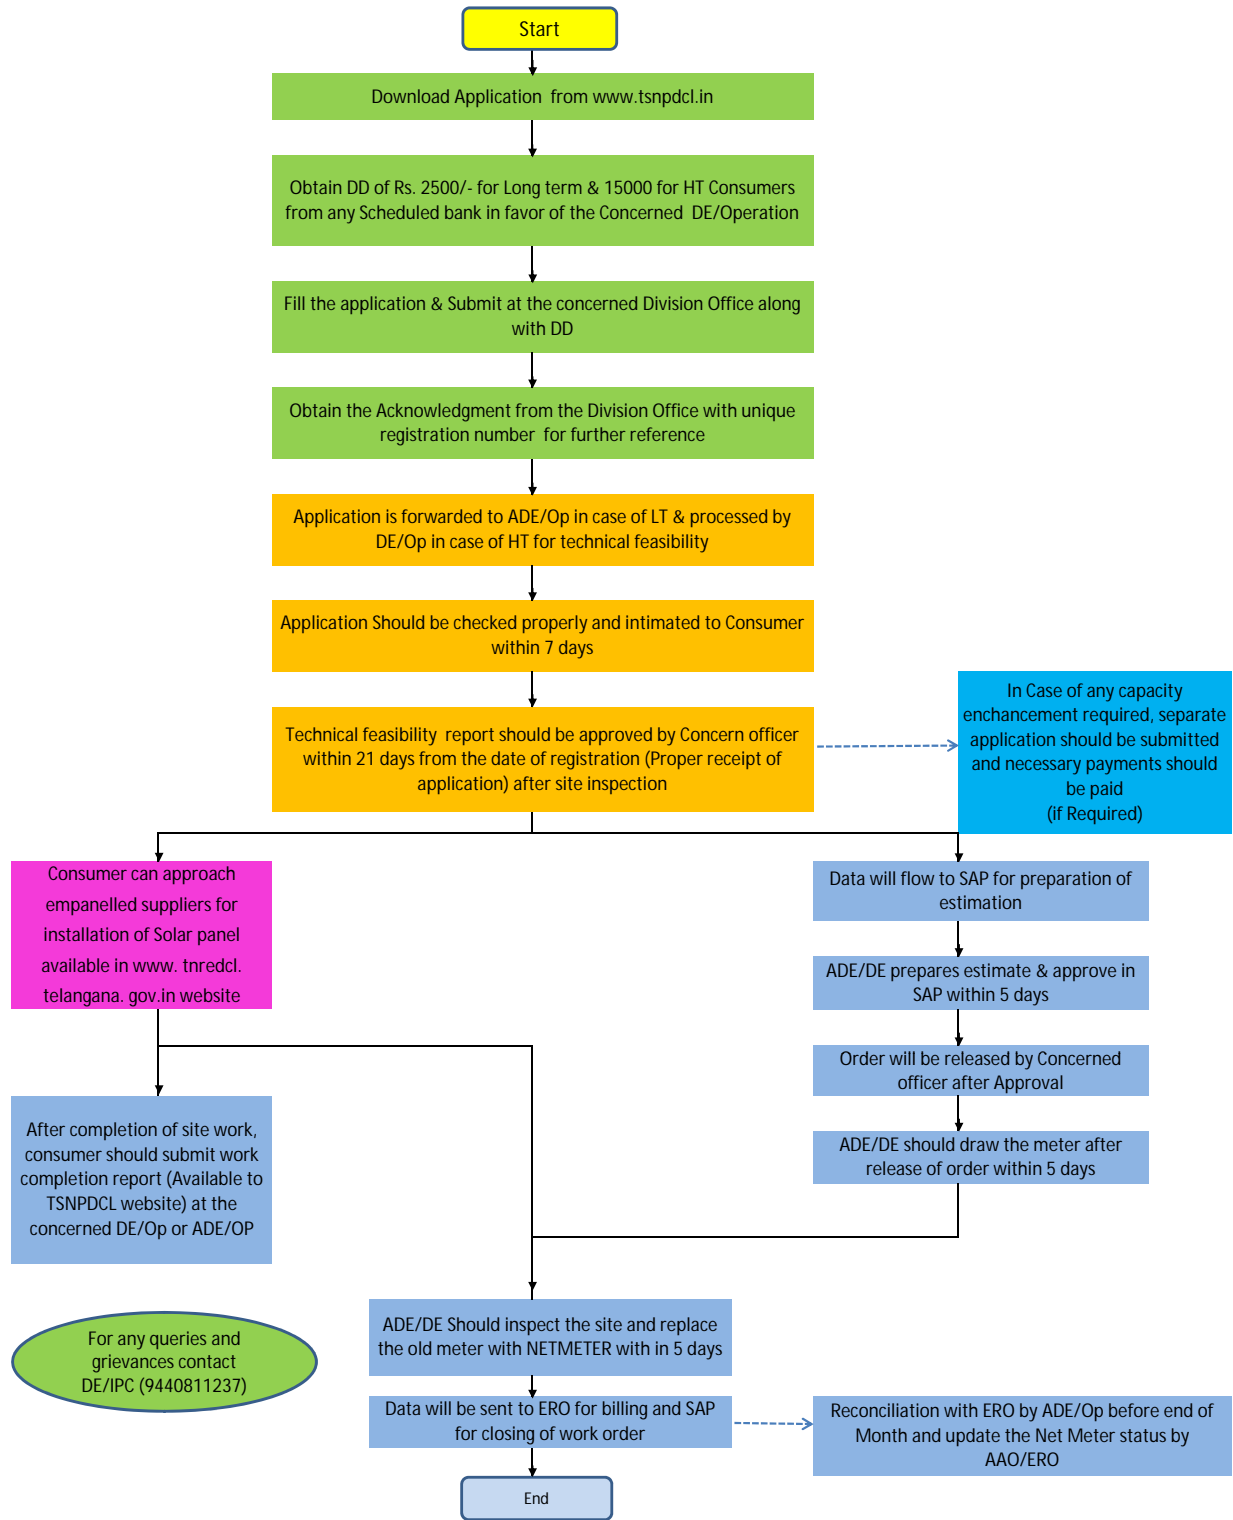 Start
Download Application from www.tsnpdcl.in
Obtain DD of Rs. 2500/- for Long term & 15000 for HT Consumers
from any Scheduled bank in favor of the Concerned DE/Operation
Fill the application & Submit at the concerned Division Office along
with DD
Obtain the Acknowledgment from the Division Office with unique
registration number for further reference
Application is forwarded to ADE/Op in case of LT & processed by
DE/Op in case of HT for technical feasibility
Application Should be checked properly and intimated to Consumer
within 7 days
Technical feasibility report should be approved by Concern officer
within 21 days from the date of registration (Proper receipt of
application) after site inspection
In Case of any capacity
enchancement required, separate
application should be submitted
and necessary payments should
be paid
(if Required)
Consumer can approach
empanelled suppliers for
installation of Solar panel
available in www. tnredcl.
telangana. gov.in website
Data will flow to SAP for preparation of
estimation
ADE/DE prepares estimate & approve in
SAP within 5 days
Order will be released by Concerned
officer after Approval
ADE/DE should draw the meter after
release of order within 5 days
After completion of site work,
consumer should submit work
completion report (Available to
TSNPDCL website) at the
concerned DE/Op or ADE/OP
ADE/DE Should inspect the site and replace
the old meter with NETMETER with in 5 days
For any queries and
grievances contact
DE/IPC (9440811237)
Data will be sent to ERO for billing and SAP
for closing of work order
Reconciliation with ERO by ADE/Op before end of
Month and update the Net Meter status by
AAO/ERO
End